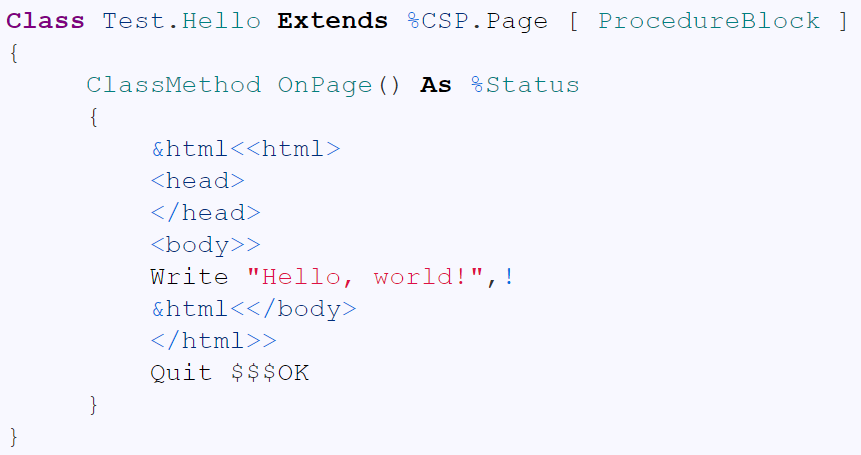 Class Test.Hello Extends %CSP.Page [ ProcedureBlock ]
{
ClassMethod OnPage() As %Status
{
&html<<html>
<head>
</head>
<body>>
Write "Hello, world!",!
&html<</body>
</html>>
Quit $$$OK
}
}